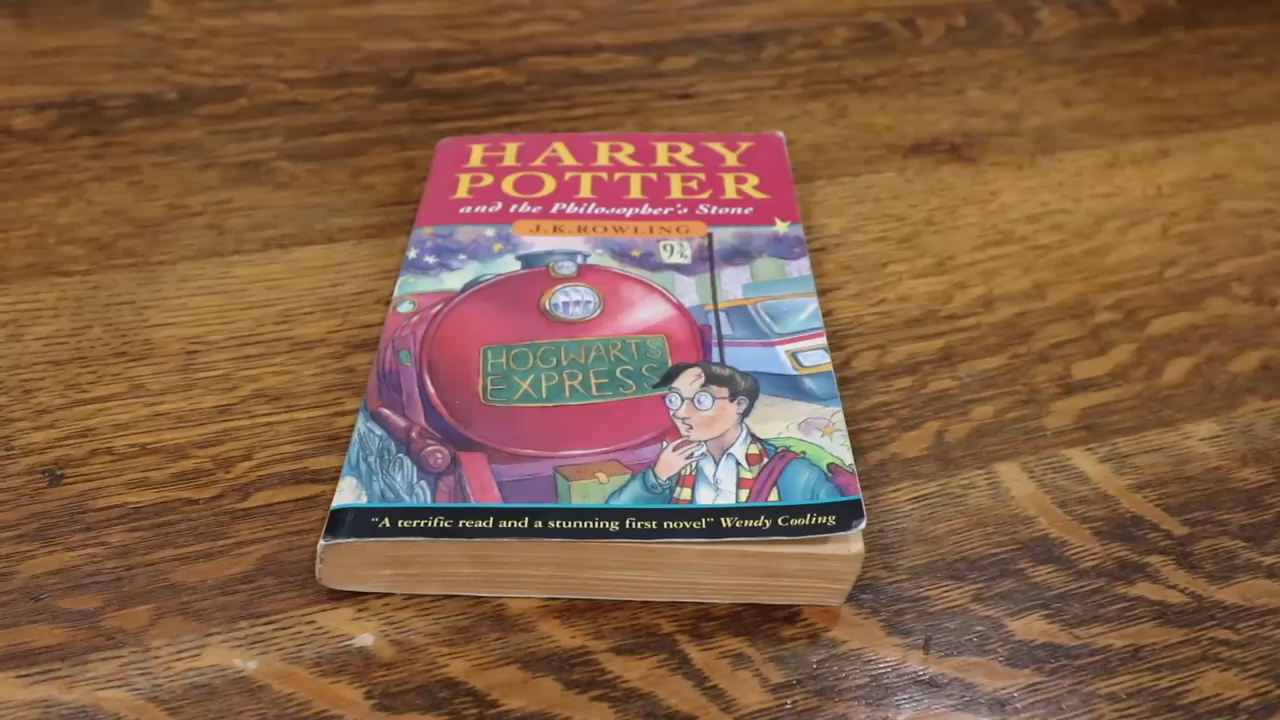 HARRY
POTTER
and the Philosopher's Stone
J.K.ROWLING
9¾
HOGWARTS
EXPRESS
"A terrific read and a stunning first novel" Wendy Cooling